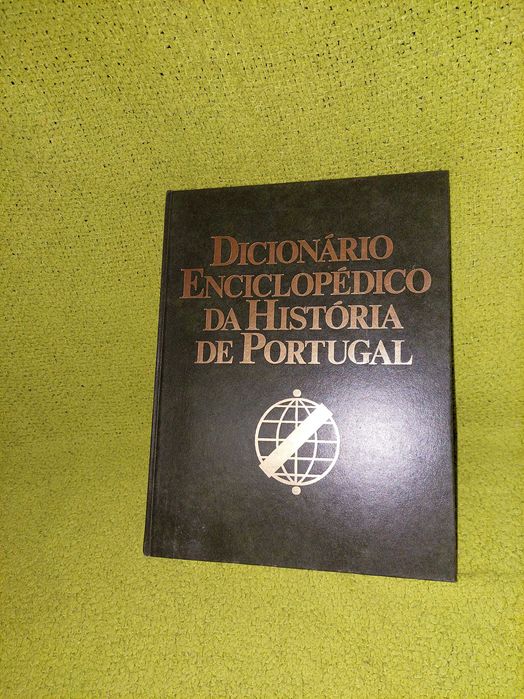 DICIONÁRIO
ENCICLOPÉDICO
DA HISTÓRIA
DE PORTUGAL